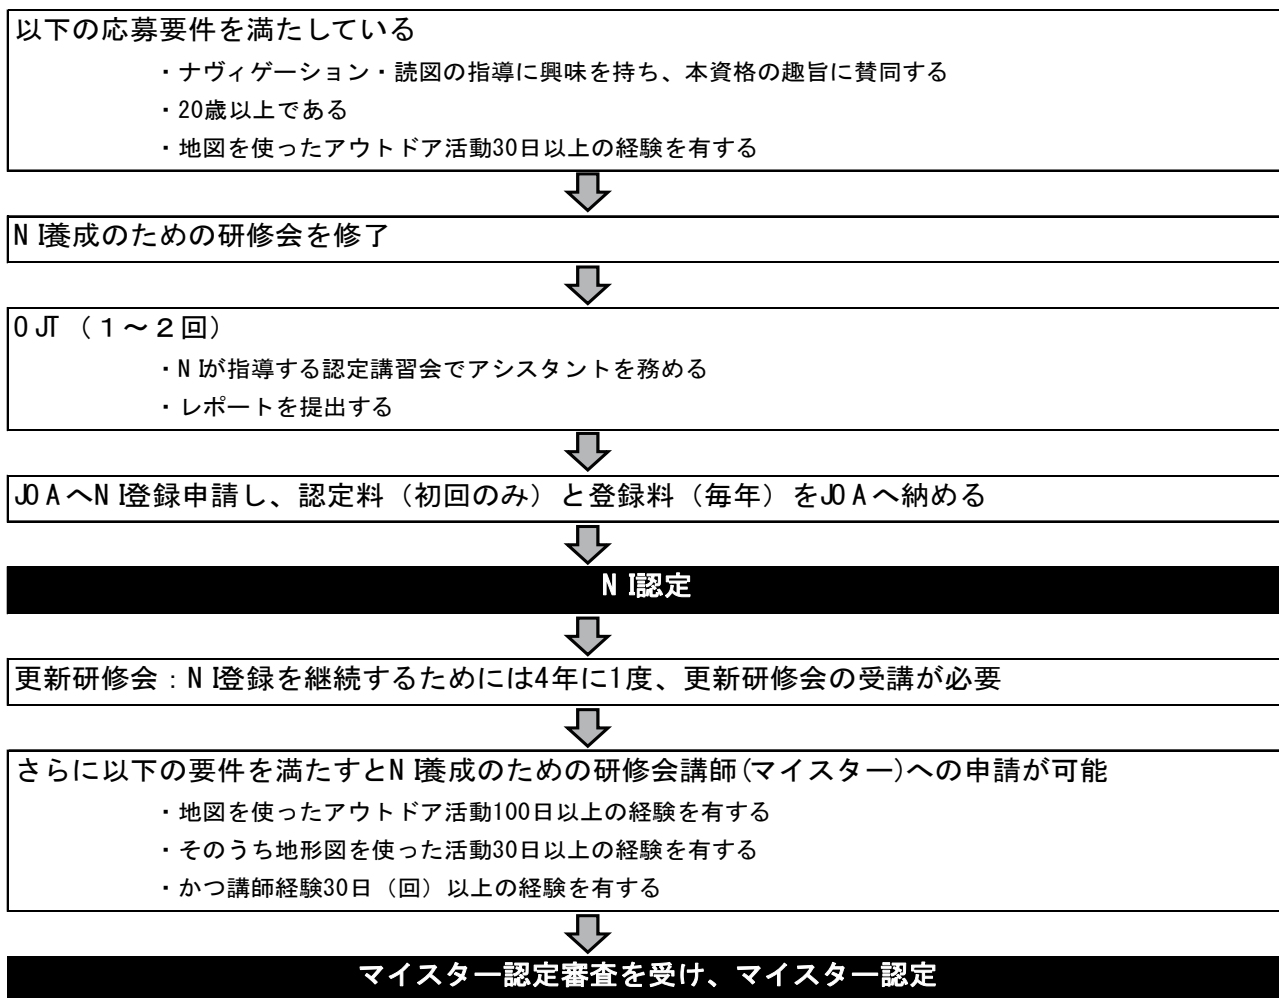 以下の応募要件を満たしている
・ナヴィゲーション・読図の指導に興味を持ち、本資格の趣旨に賛同する
・20歳以上である
・地図を使ったアウトドア活動30日以上の経験を有する
NI養成のための研修会を修了
OJT（１～２回）
・NIが指導する認定講習会でアシスタントを務める
・レポートを提出する
JOAへNI登録申請し、認定料（初回のみ）と登録料（毎年）をJOAへ納める
NI認定
更新研修会：NI登録を継続するためには4年に1度、更新研修会の受講が必要
さらに以下の要件を満たすとNI養成のための研修会講師(マイスター)への申請が可能
・地図を使ったアウトドア活動100日以上の経験を有する
・そのうち地形図を使った活動30日以上の経験を有する
・かつ講師経験30日（回）以上の経験を有する
マイスター認定審査を受け、マイスター認定